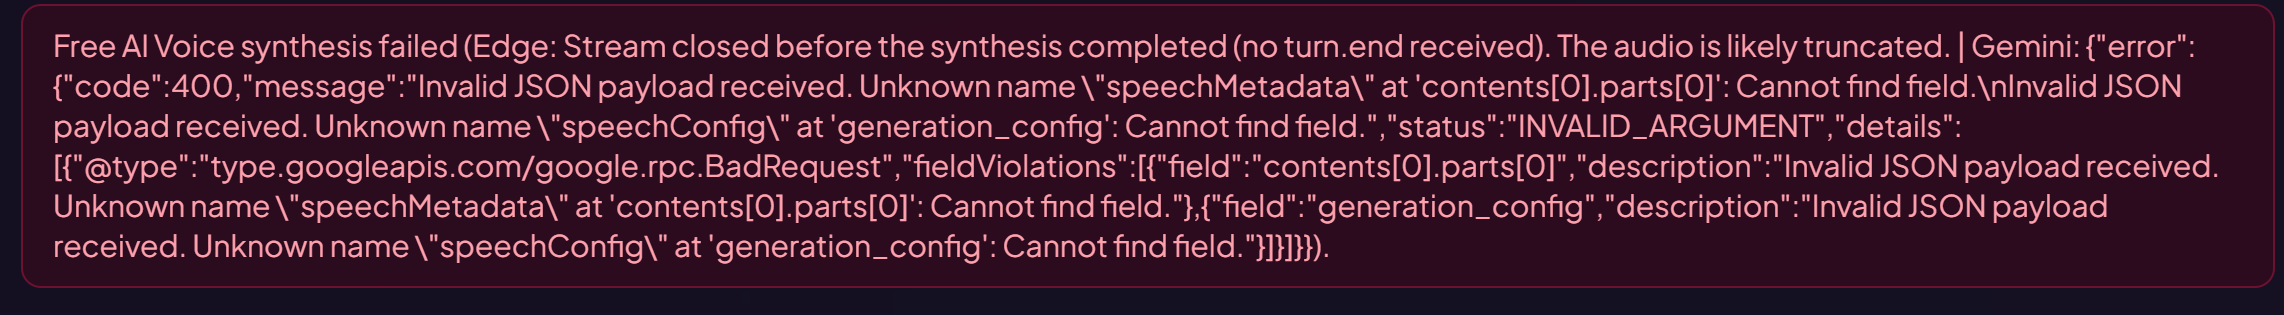 Free AI Voice synthesis failed (Edge: Stream closed before the synthesis completed (no turn.end received). The audio is likely truncated. | Gemini: {"error":
{"code":400,"message":"Invalid JSON payload received. Unknown name \"speechMetadata\" at 'contents[0].parts[0]': Cannot find field.\nInvalid JSON
payload received. Unknown name \"speechConfig\" at 'generation_config': Cannot find field.","status":"INVALID_ARGUMENT","details":
[{"@type":"type.googleapis.com/google.rpc.BadRequest","fieldViolations":[{"field":"contents[0].parts[0]","description":"Invalid JSON payload received.
Unknown name \"speechMetadata\" at 'contents[0].parts[0]': Cannot find field."},{"field":"generation_config","description":"Invalid JSON payload
received. Unknown name \"speechConfig\" at 'generation_config': Cannot find field."}]}]}}).